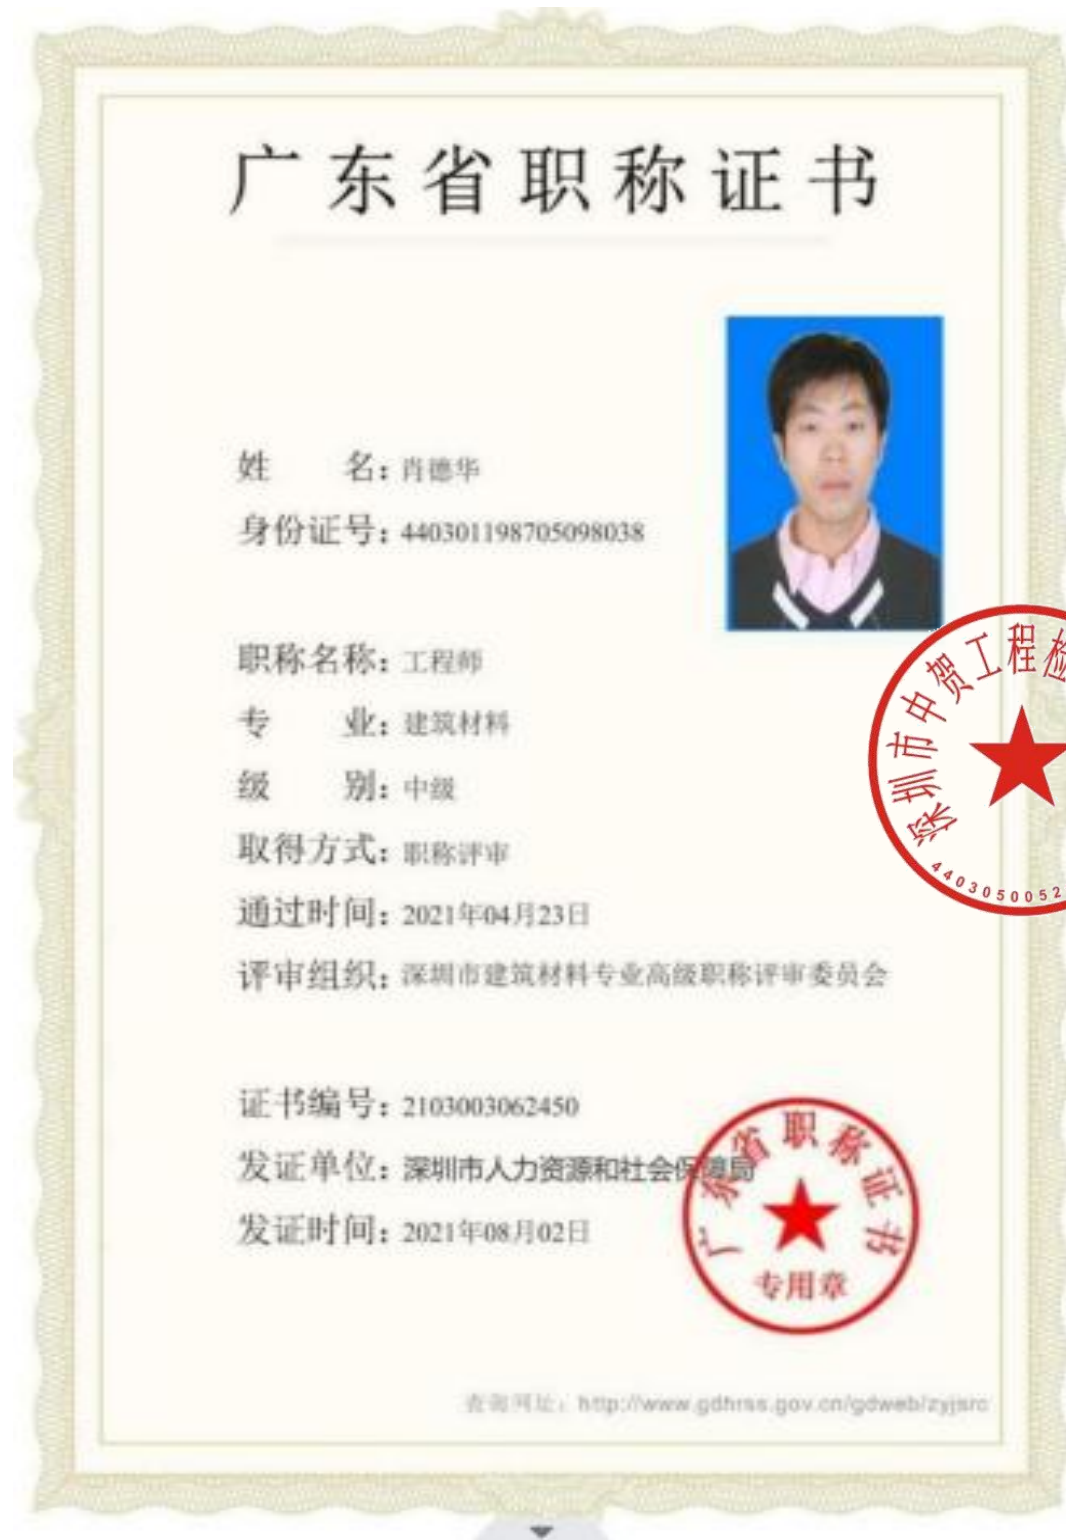 广东省职称证书
姓名：肖德华
身份证号：440301198705098038
职称名称：工程师
专业：建筑材料
级别：中级
取得方式：职称评审
通过时间：2021年04月23日
评审组织：深圳市建筑材料专业高级职称评审委员会
证书编号：2103003062450
发证单位：深圳市人力资源和社会保障局
发证时间：2021年08月02日
广东省职称证书
专用章
深圳市中贺工程检
4403050052
查询网址：http://www.gdhrss.gov.cn/gdweb/zyjsrc